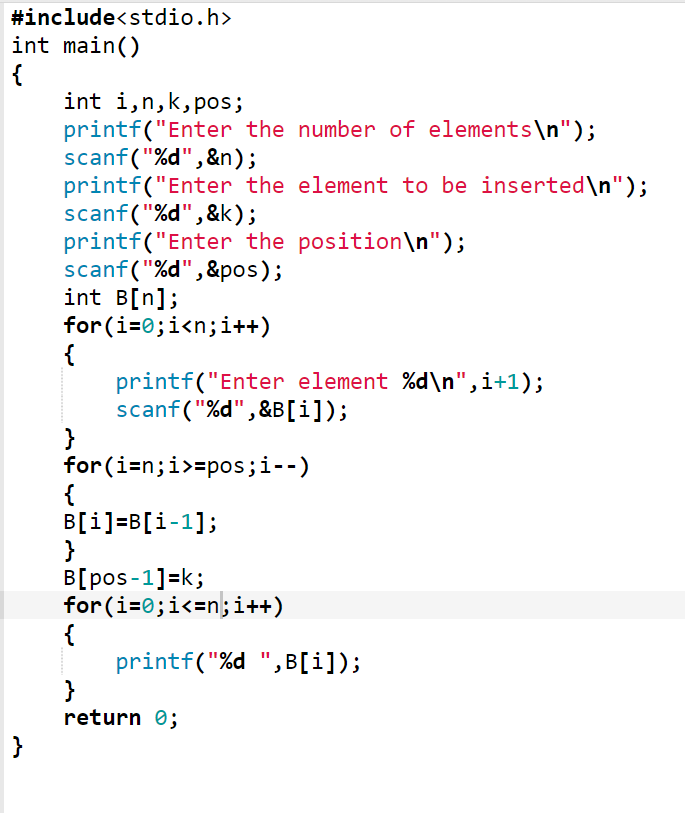 #include<stdio.h>
int main()
{
    int i,n,k,pos;
    printf("Enter the number of elements\n");
    scanf("%d",&n);
    printf("Enter the element to be inserted\n");
    scanf("%d",&k);
    printf("Enter the position\n");
    scanf("%d",&pos);
    int B[n];
    for(i=0;i<n;i++)
    {
        printf("Enter element %d\n",i+1);
        scanf("%d",&B[i]);
    }
    for(i=n;i>=pos;i--)
    {
    B[i]=B[i-1];
    }
    B[pos-1]=k;
    for(i=0;i<=n;i++)
    {
        printf("%d ",B[i]);
    }
    return 0;
}